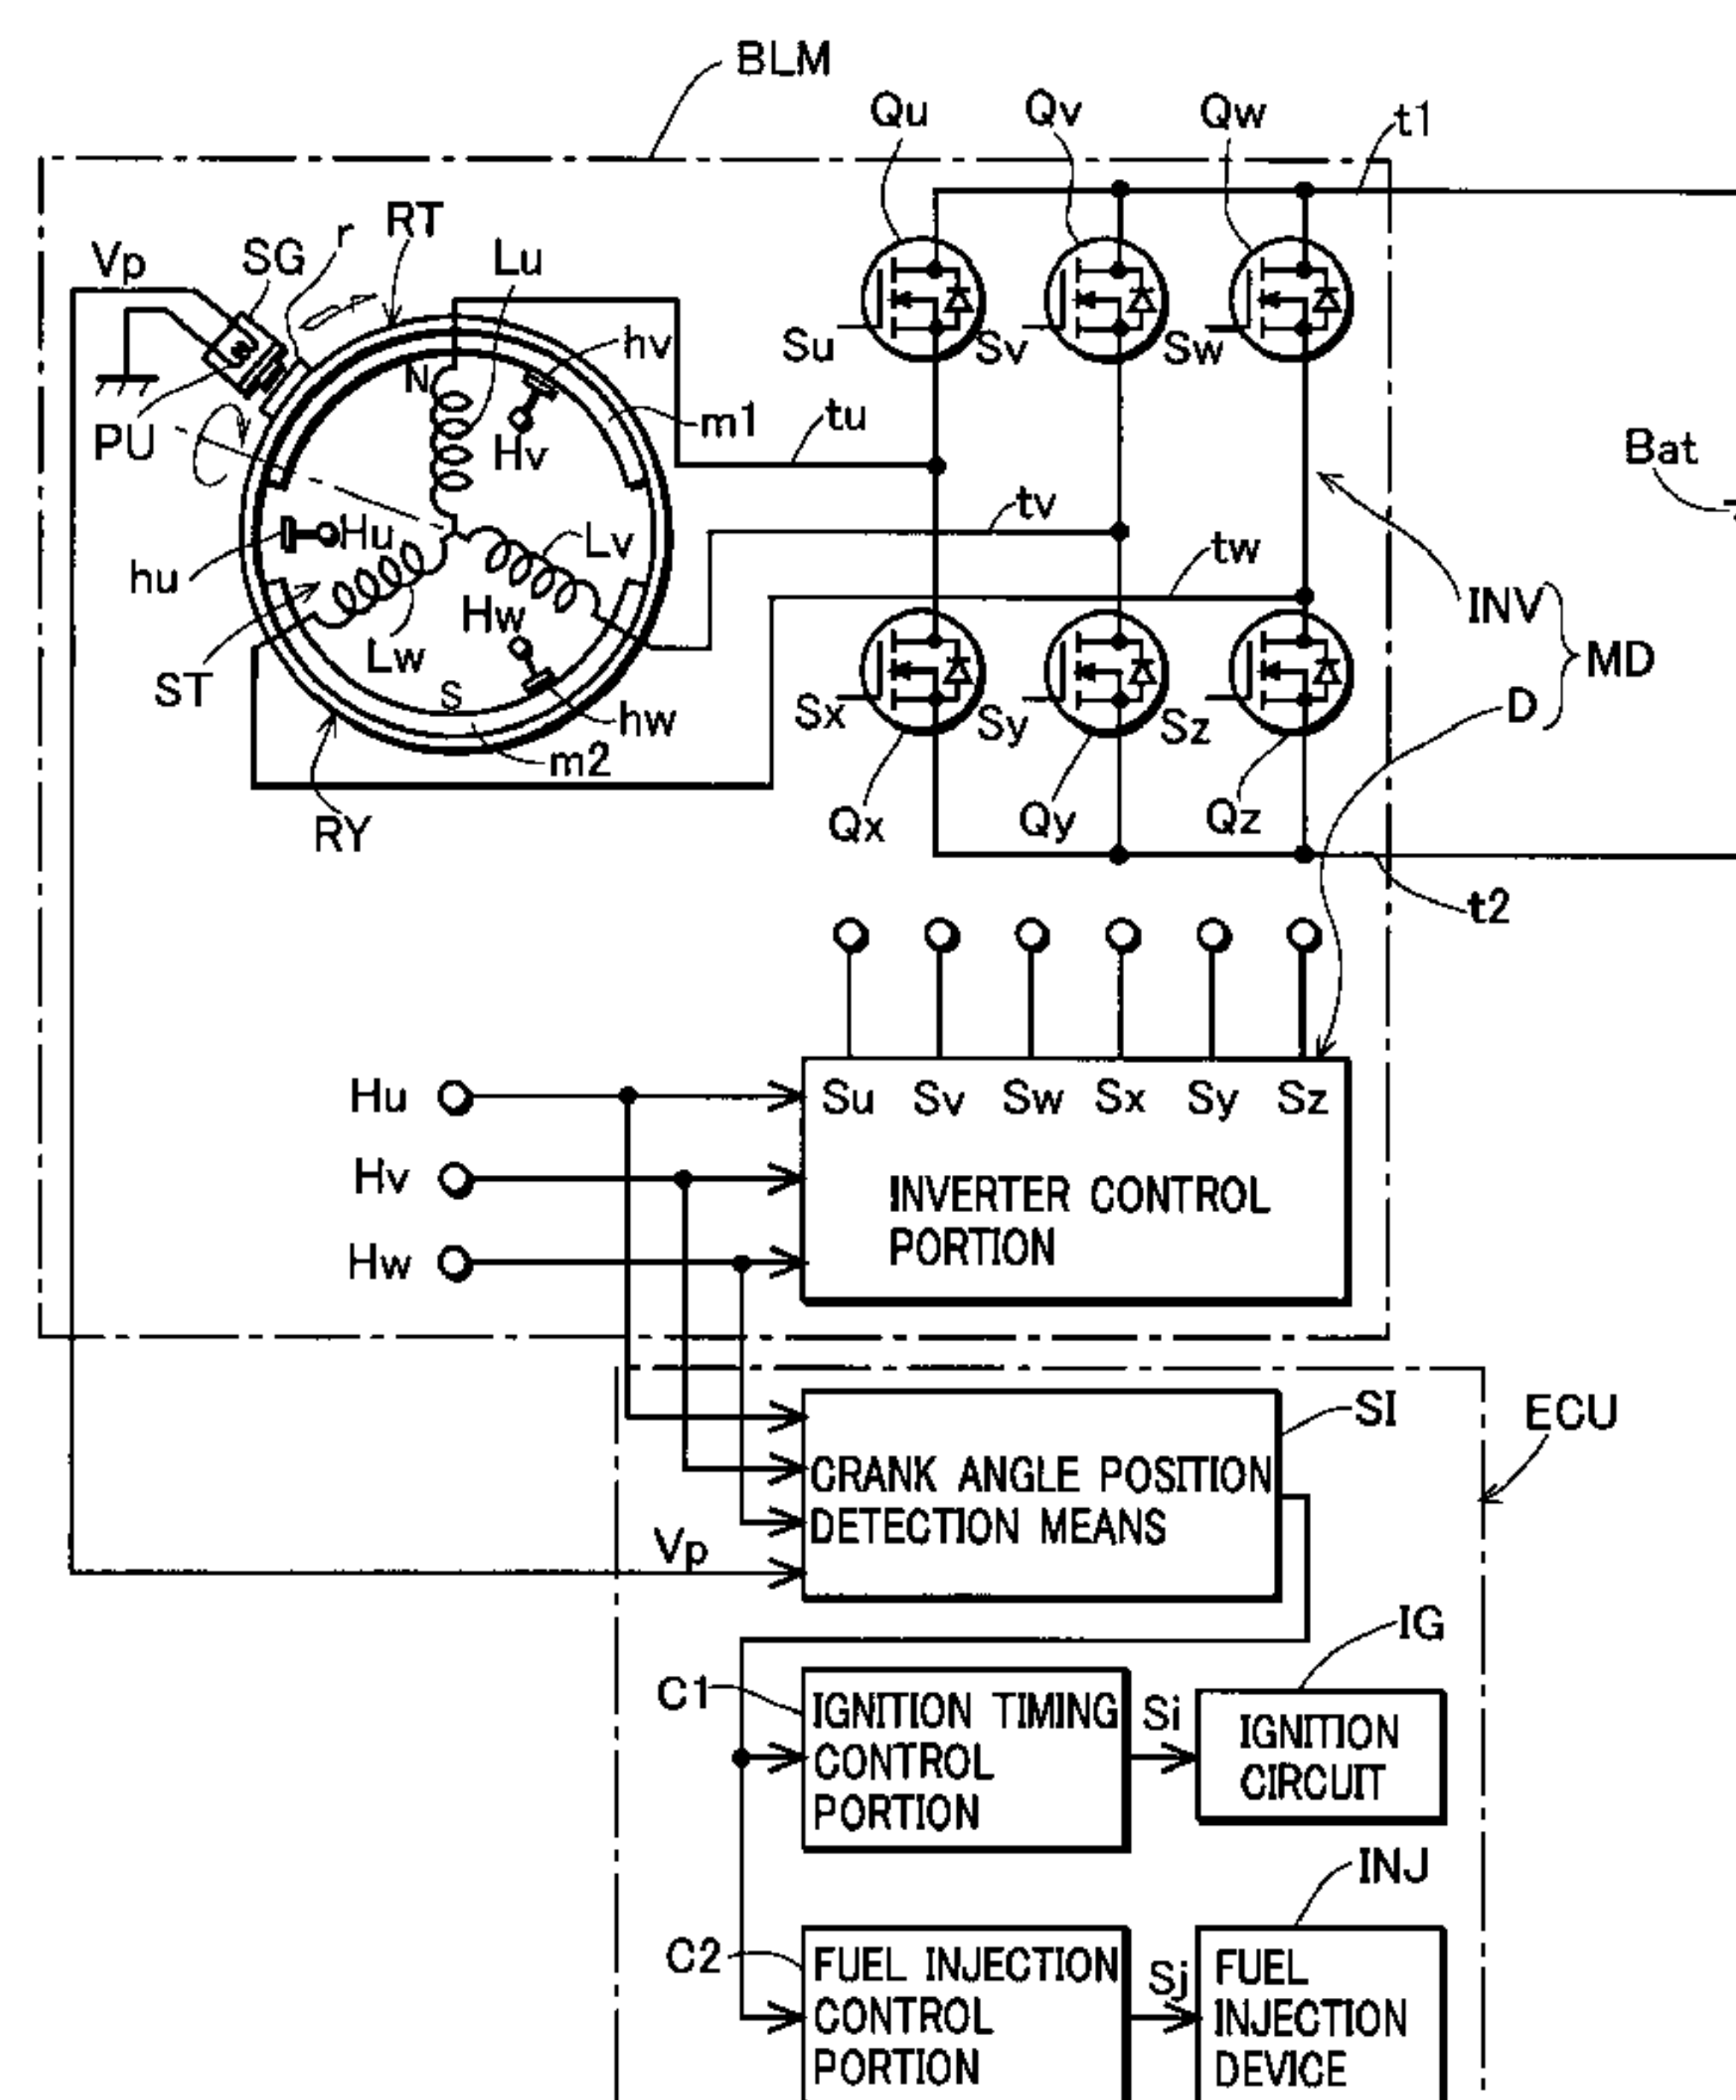 BLM
Qu
Qv
Qw
t1
Vp
SG
r
RT
Lu
hv
Su
Sv
Sw
N
m1
tu
PU
Hv
Bat
tv
Hu
Lv
tw
hu
Hw
INV
MD
Lw
ST
S
hw
Sx
Sy
Sz
D
m2
RY
Qx
Qy
Qz
t2
Hu
Su Sv Sw Sx Sy Sz
Hv
INVERTER CONTROL
PORTION
Hw
SI
ECU
CRANK ANGLE POSITION
DETECTION MEANS
Vp
IG
C1
IGNITION TIMING
CONTROL
PORTION
Si
IGNITION
CIRCUIT
INJ
C2
FUEL INJECTION
CONTROL
PORTION
Sj
FUEL
INJECTION
DEVICE